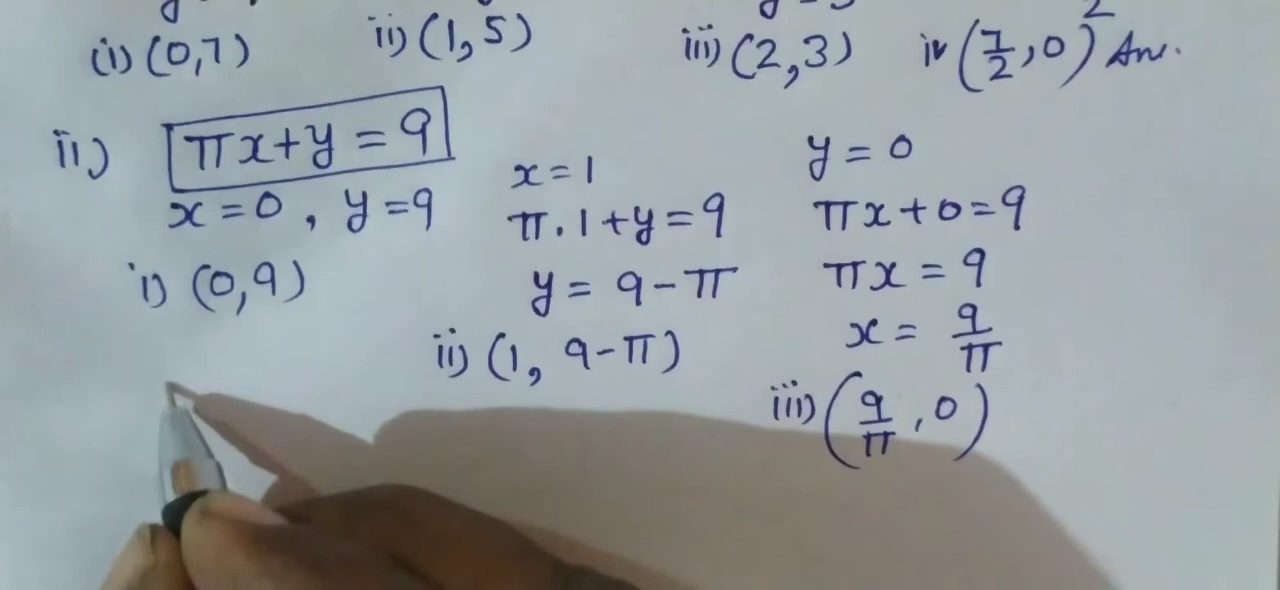 (i) (0,7) ii) (1,5) iii) (2,3) iv (7/2,0) Ans.
ii) πx+y=9
x=0, y=9
i) (0,9)
x=1
π.1+y=9
y=9-π
ii) (1, 9-π)
y=0
πx+0=9
πx=9
x=9/π
iii) (9/π,0)